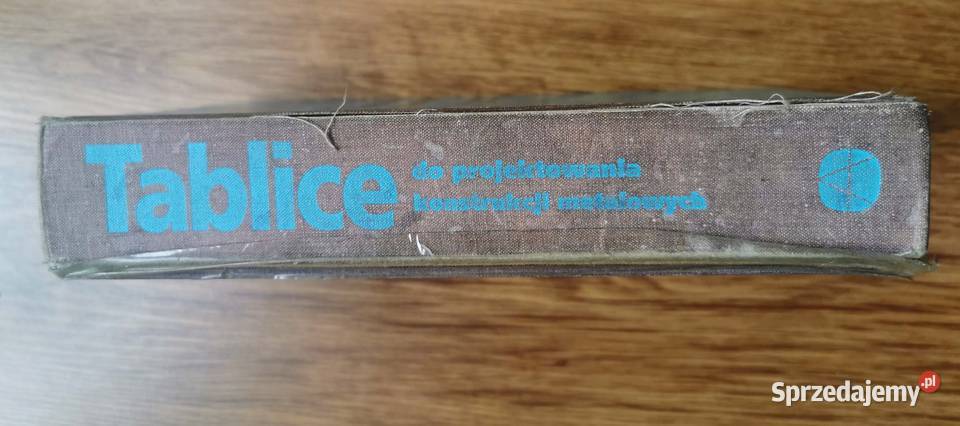 Tablice
do projektowania
konstrukcji metalowych
Sprzedajemy.pl